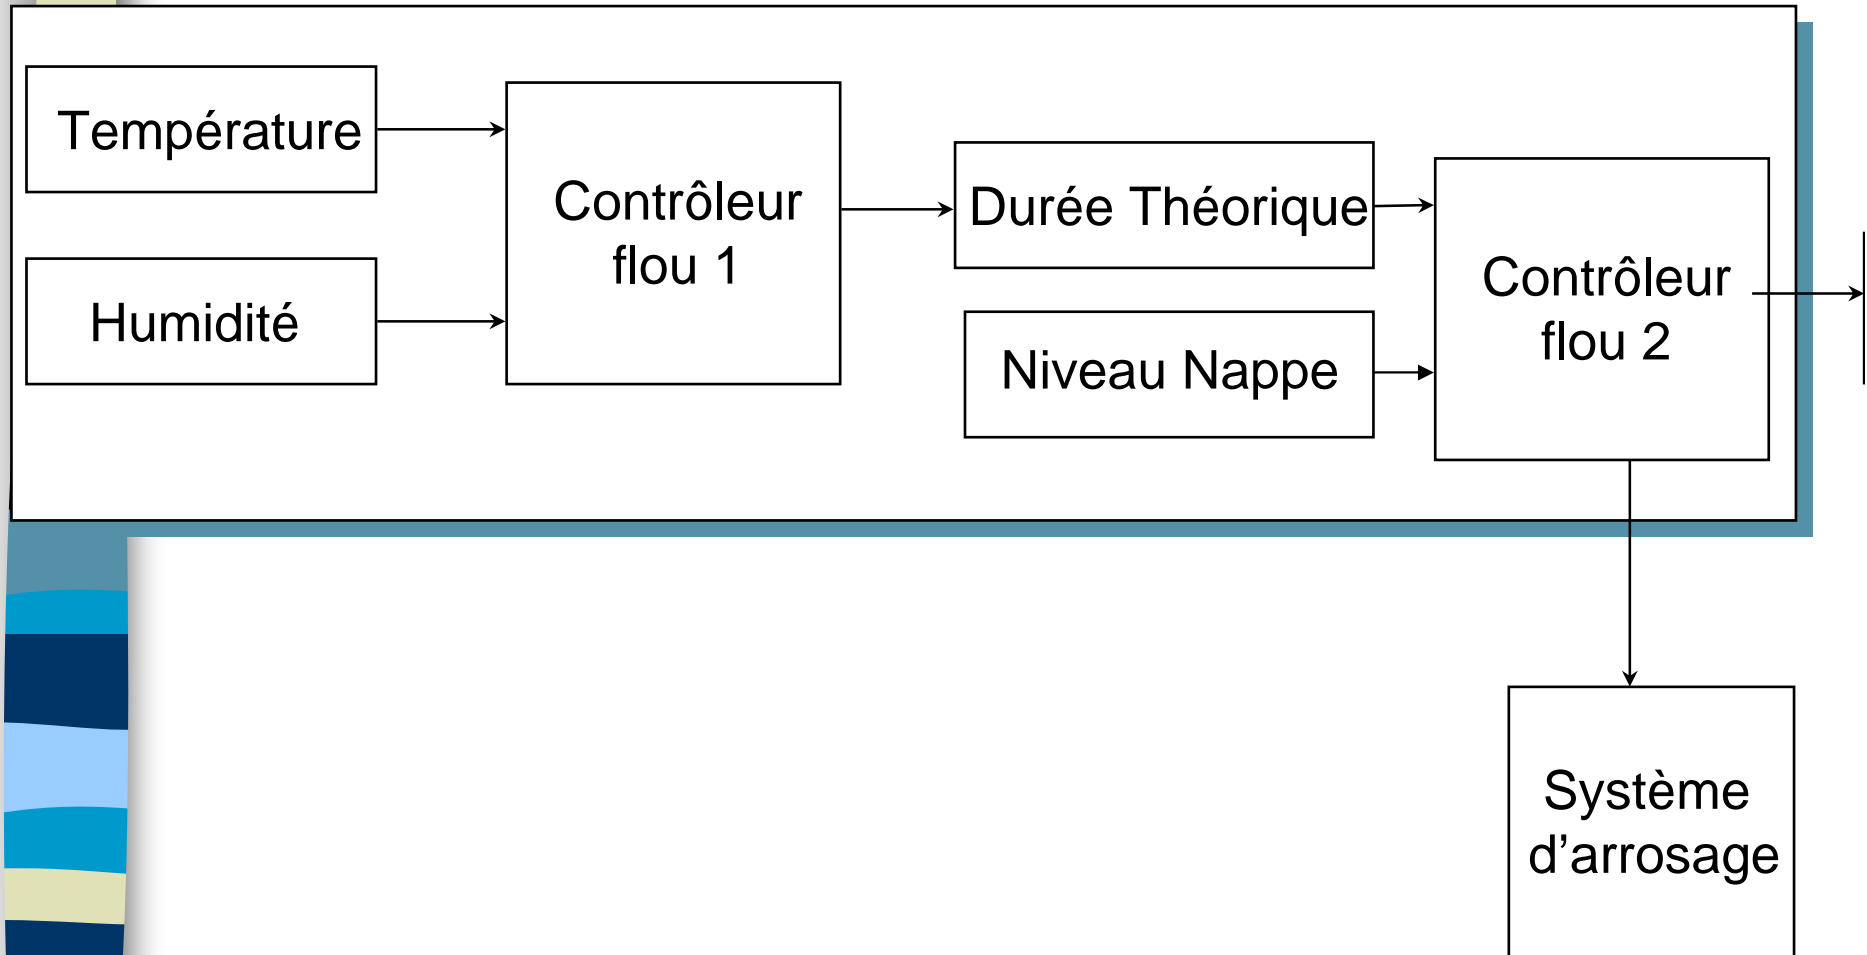 Température
Humidité
Contrôleur
flou 1
Durée Théorique
Niveau Nappe
Contrôleur
flou 2
Système
d’arrosage